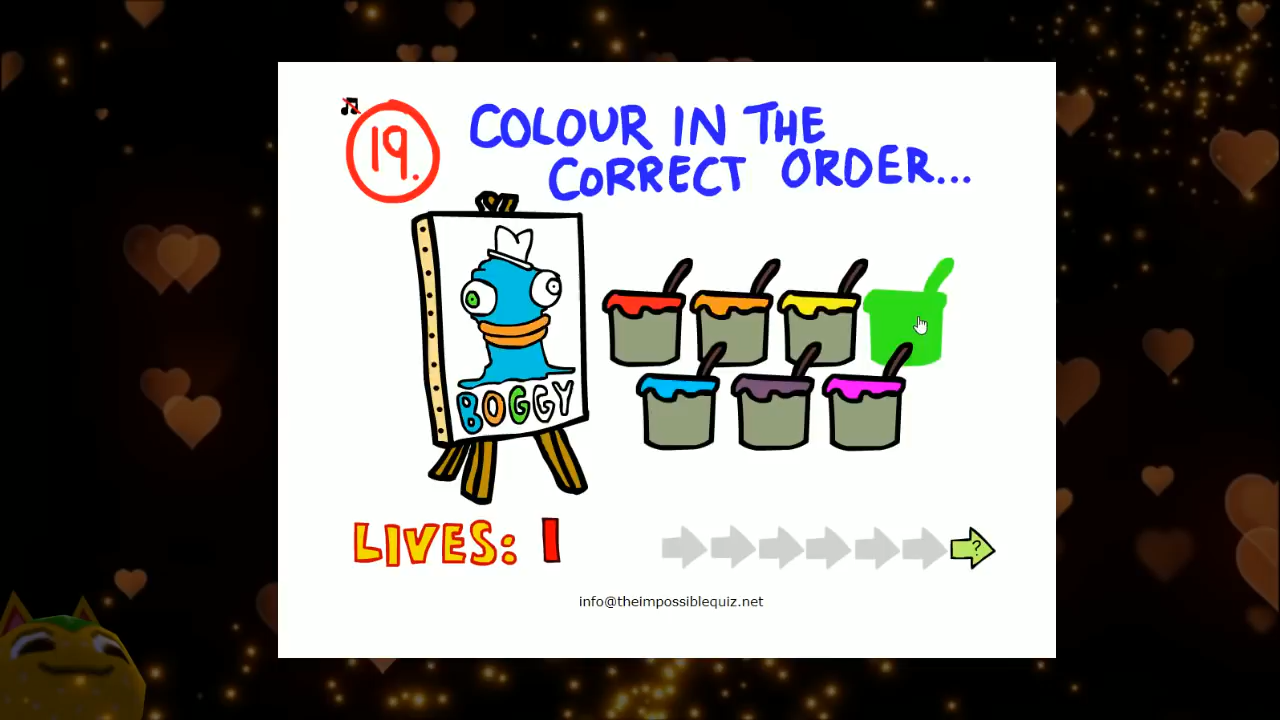 19.
COLOUR IN THE
CORRECT ORDER...
BOGGY
LIVES: 1
?
info@theimpossiblequiz.net